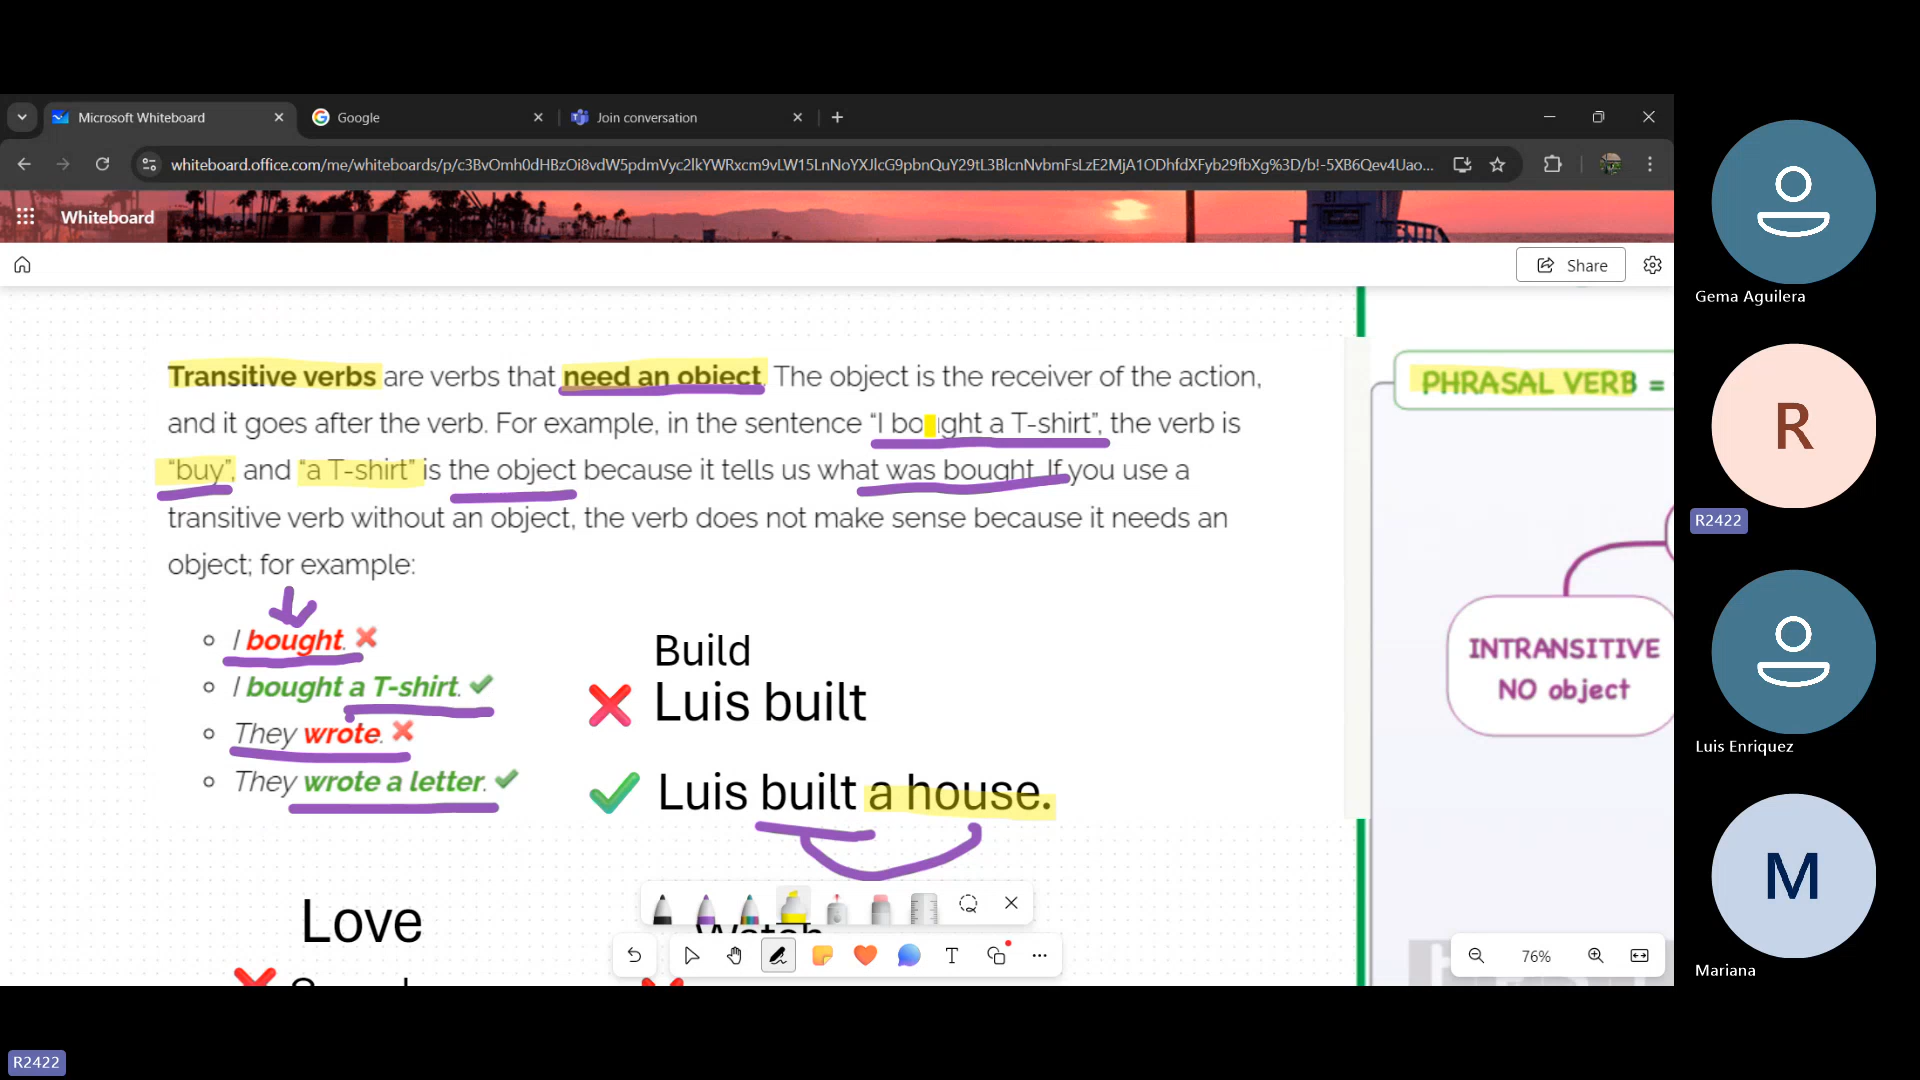 Microsoft Whiteboard
Google
Join conversation
whiteboard.office.com/me/whiteboards/p/c3BvOmh0dHBzOi8vdW5pdmVyc2lkYWRxcm9vLW15LnNoYXJlcG9pbnQuY29tL3BlcnNvbmFsLzE2MjA1ODhfdXFyb29fbXg%3D/b!-5XB6Qev4Uao...
Whiteboard
Share
Transitive verbs are verbs that need an object. The object is the receiver of the action,
and it goes after the verb. For example, in the sentence “I bought a T-shirt”, the verb is
“buy”, and “a T-shirt” is the object because it tells us what was bought. If you use a
transitive verb without an object, the verb does not make sense because it needs an
object; for example:
I bought.
I bought a T-shirt.
They wrote.
They wrote a letter.
Build
Luis built
Luis built a house.
Love
Watch
PHRASAL VERB =
INTRANSITIVE
NO object
76%
Gema Aguilera
R
R2422
Luis Enriquez
M
Mariana
R2422